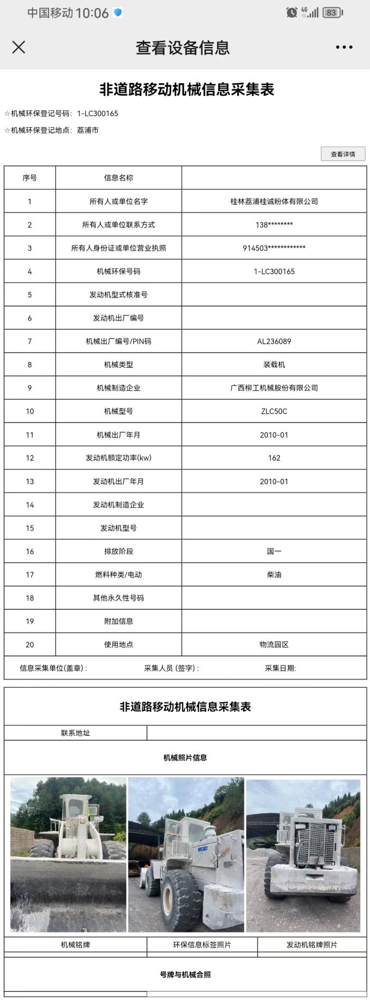 中国移动 10:06 4G 83
查看设备信息
非道路移动机械信息采集表
☆机械环保登记号码：1-LC300165
☆机械环保登记地点：荔浦市
查看详情
序号 信息名称
1 所有人或单位名字 桂林荔浦桂诚粉体有限公司
2 所有人或单位联系方式 138********
3 所有人身份证或单位营业执照 914503************
4 机械环保号码 1-LC300165
5 发动机型式核准号
6 发动机出厂编号
7 机械出厂编号/PIN码 AL236089
8 机械类型 装载机
9 机械制造企业 广西柳工机械股份有限公司
10 机械型号 ZLC50C
11 机械出厂年月 2010-01
12 发动机额定功率(kw) 162
13 发动机出厂年月 2010-01
14 发动机制造企业
15 发动机型号
16 排放阶段 国一
17 燃料种类/电动 柴油
18 其他永久性号码
19 附加信息
20 使用地点 物流园区
信息采集单位(盖章)： 采集人员 (签字)： 采集日期:
非道路移动机械信息采集表
联系地址
机械照片信息
机械铭牌 环保信息标签照片 发动机铭牌照片
号牌与机械合照